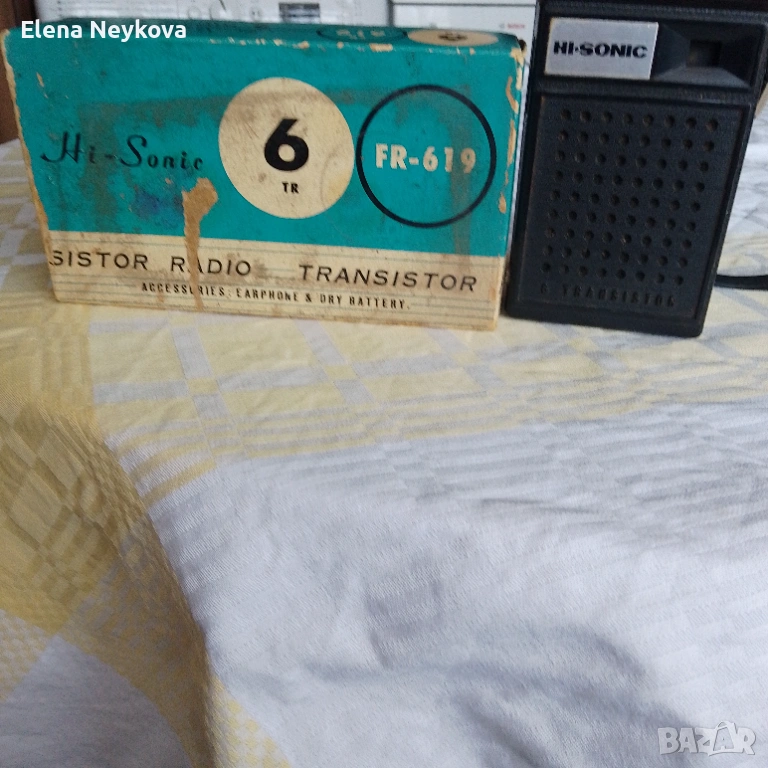 Elena Neykova
Hi-Sonic
6
TR
FR-619
SISTOR RADIO TRANSISTOR
ACCESSORIES: EARPHONE & DRY BATTERY.
HI-SONIC
6 TRANSISTOR
BAZAR